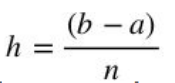 h = (b − a) / n